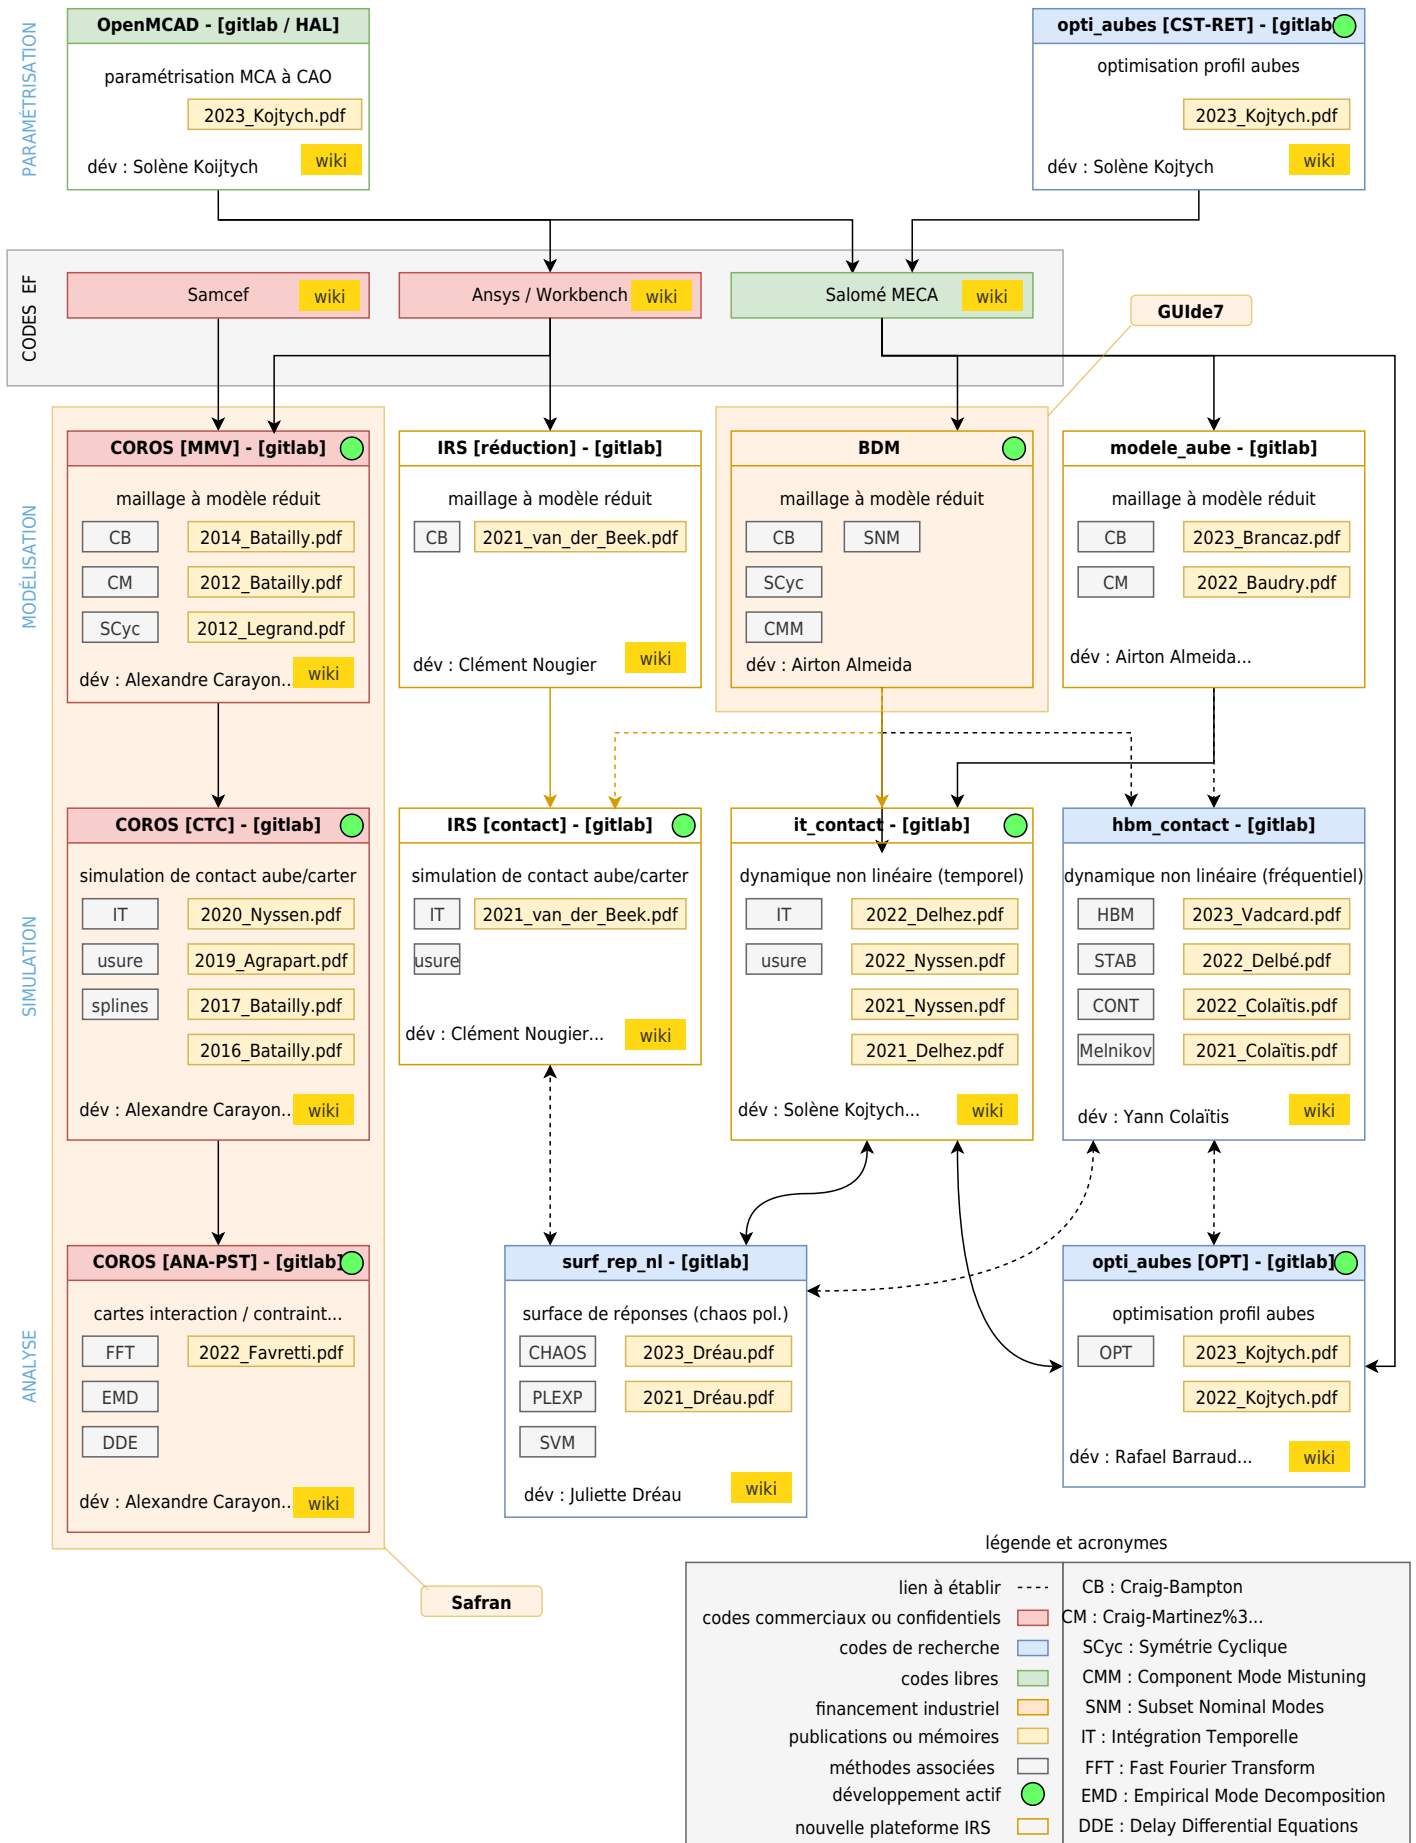 PARAMÉTRISATION
OpenMCAD - [gitlab / HAL]
paramétrisation MCA à CAO
2023_Kojtych.pdf
wiki
dév : Solène Koijtych
opti_aubes [CST-RET] - [gitlab]
optimisation profil aubes
2023_Kojtych.pdf
wiki
dév : Solène Kojtych
CODES EF
Samcef
wiki
Ansys / Workbench
wiki
Salomé MECA
wiki
GUIde7
MODÉLISATION
COROS [MMV] - [gitlab]
maillage à modèle réduit
CB
2014_Batailly.pdf
CM
2012_Batailly.pdf
SCyc
2012_Legrand.pdf
dév : Alexandre Carayon...
wiki
IRS [réduction] - [gitlab]
maillage à modèle réduit
CB
2021_van_der_Beek.pdf
dév : Clément Nougier
wiki
BDM
maillage à modèle réduit
CB
SNM
SCyc
CMM
dév : Airton Almeida
modele_aube - [gitlab]
maillage à modèle réduit
CB
2023_Brancaz.pdf
CM
2022_Baudry.pdf
dév : Airton Almeida...
SIMULATION
COROS [CTC] - [gitlab]
simulation de contact aube/carter
IT
2020_Nyssen.pdf
usure
2019_Agrapart.pdf
splines
2017_Batailly.pdf
2016_Batailly.pdf
dév : Alexandre Carayon...
wiki
IRS [contact] - [gitlab]
simulation de contact aube/carter
IT
2021_van_der_Beek.pdf
usure
dév : Clément Nougier...
wiki
it_contact - [gitlab]
dynamique non linéaire (temporel)
IT
2022_Delhez.pdf
usure
2022_Nyssen.pdf
2021_Nyssen.pdf
2021_Delhez.pdf
dév : Solène Kojtych...
wiki
hbm_contact - [gitlab]
dynamique non linéaire (fréquentiel)
HBM
2023_Vadcard.pdf
STAB
2022_Delbé.pdf
CONT
2022_Colaïtis.pdf
Melnikov
2021_Colaïtis.pdf
dév : Yann Colaïtis
wiki
ANALYSE
COROS [ANA-PST] - [gitlab]
cartes interaction / contraint...
FFT
2022_Favretti.pdf
EMD
DDE
dév : Alexandre Carayon...
wiki
surf_rep_nl - [gitlab]
surface de réponses (chaos pol.)
CHAOS
2023_Dréau.pdf
PLEXP
2021_Dréau.pdf
SVM
dév : Juliette Dréau
wiki
opti_aubes [OPT] - [gitlab]
optimisation profil aubes
OPT
2023_Kojtych.pdf
2022_Kojtych.pdf
dév : Rafael Barraud...
wiki
Safran
légende et acronymes
lien à établir
codes commerciaux ou confidentiels
codes de recherche
codes libres
financement industriel
publications ou mémoires
méthodes associées
développement actif
nouvelle plateforme IRS
CB : Craig-Bampton
CM : Craig-Martinez%3...
SCyc : Symétrie Cyclique
CMM : Component Mode Mistuning
SNM : Subset Nominal Modes
IT : Intégration Temporelle
FFT : Fast Fourier Transform
EMD : Empirical Mode Decomposition
DDE : Delay Differential Equations